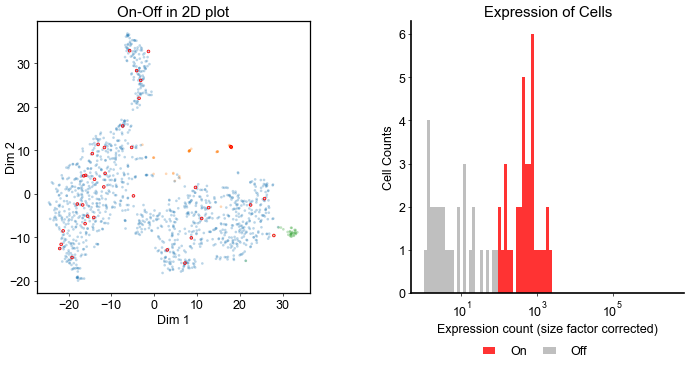 On-Off in 2D plot
Dim 2
30
20
10
0
−10
−20
−20 −10 0 10 20 30
Dim 1
Expression of Cells
Cell Counts
6
5
4
3
2
1
0
10^1 10^3 10^5
Expression count (size factor corrected)
On Off